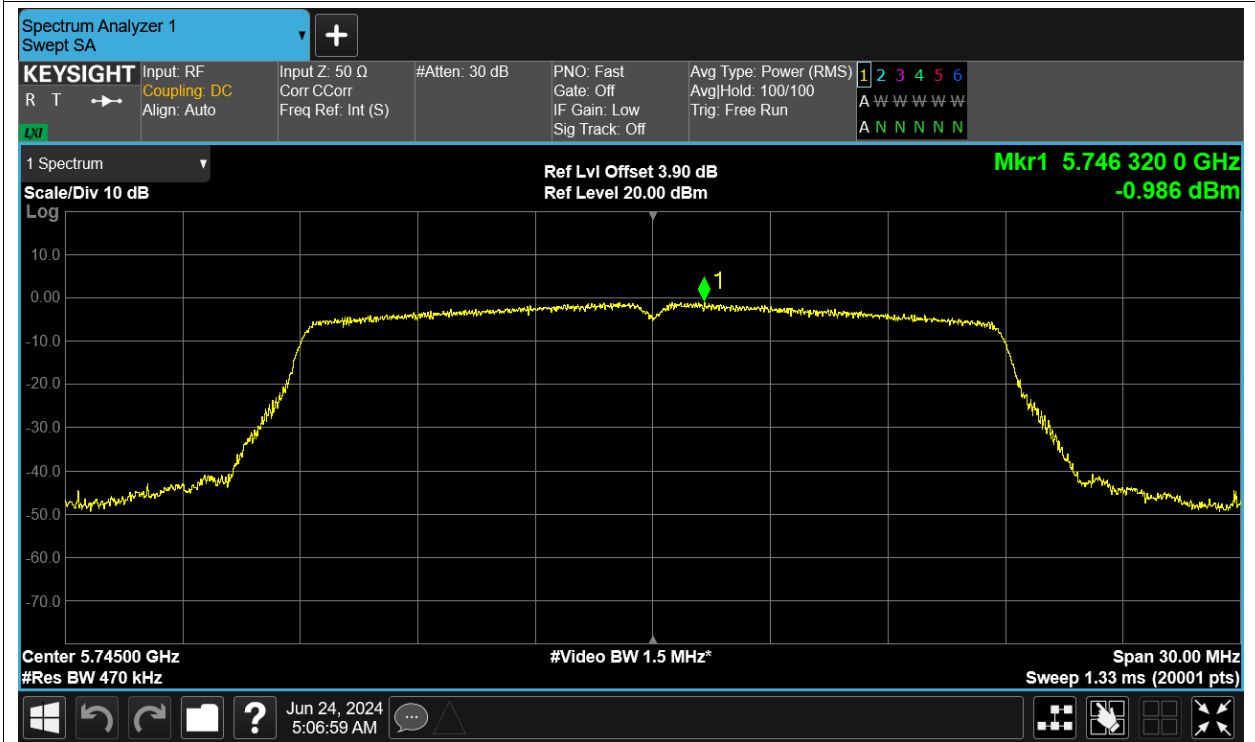 Spectrum Analyzer 1
Swept SA
KEYSIGHT
R T
LXI
Input: RF
Coupling: DC
Align: Auto
Input Z: 50 Ω
Corr CCorr
Freq Ref: Int (S)
#Atten: 30 dB
PNO: Fast
Gate: Off
IF Gain: Low
Sig Track: Off
Avg Type: Power (RMS)
Avg|Hold: 100/100
Trig: Free Run
1 2 3 4 5 6
A W W W W W
A N N N N N
1 Spectrum
Scale/Div 10 dB
Log
Ref Lvl Offset 3.90 dB
Ref Level 20.00 dBm
Mkr1 5.746 320 0 GHz
-0.986 dBm
10.0
0.00
-10.0
-20.0
-30.0
-40.0
-50.0
-60.0
-70.0
1
Center 5.74500 GHz
#Res BW 470 kHz
#Video BW 1.5 MHz*
Span 30.00 MHz
Sweep 1.33 ms (20001 pts)
?
Jun 24, 2024
5:06:59 AM